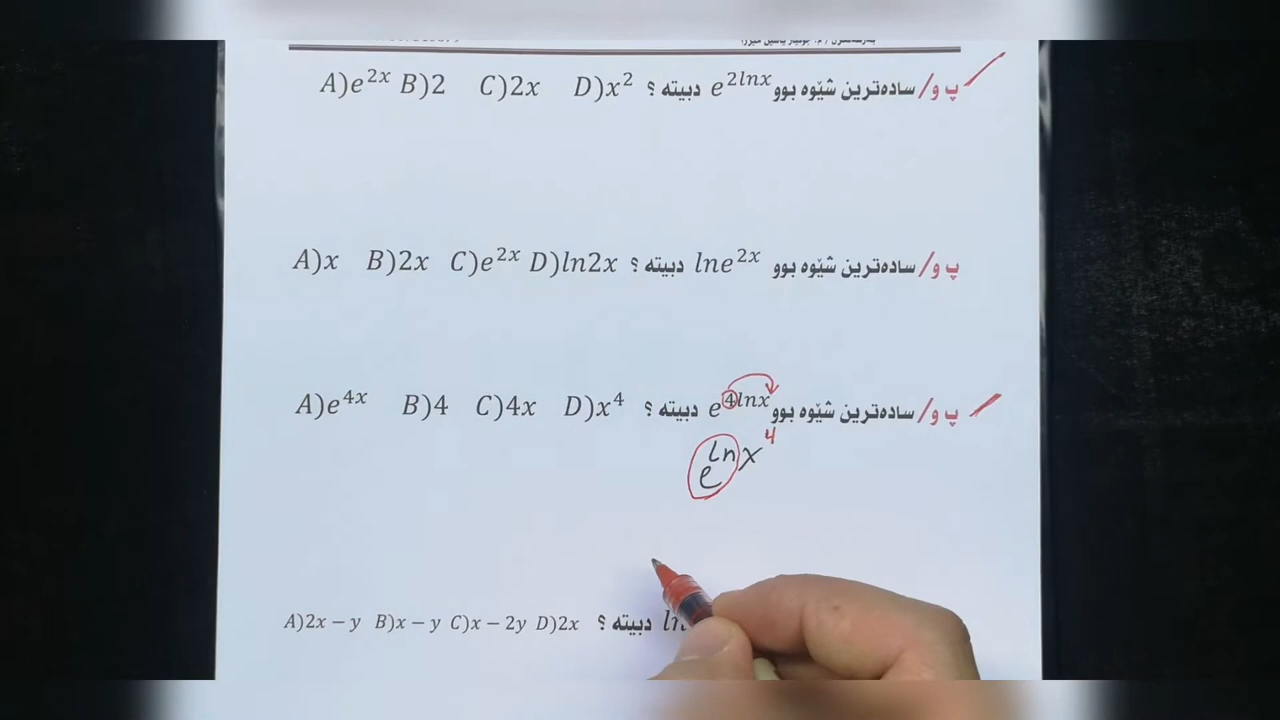 پ و/ سادەترین شێوە بوو e^{2lnx} دبیتە ؟ A)e^{2x} B)2 C)2x D)x^2
پ و/ سادەترین شێوە بوو lne^{2x} دبیتە ؟ A)x B)2x C)e^{2x} D)ln2x
پ و/ سادەترین شێوە بوو e^{4lnx} دبیتە ؟ A)e^{4x} B)4 C)4x D)x^4
e^{ln}x^4
دبیتە ؟ A)2x − y B)x − y C)x − 2y D)2x